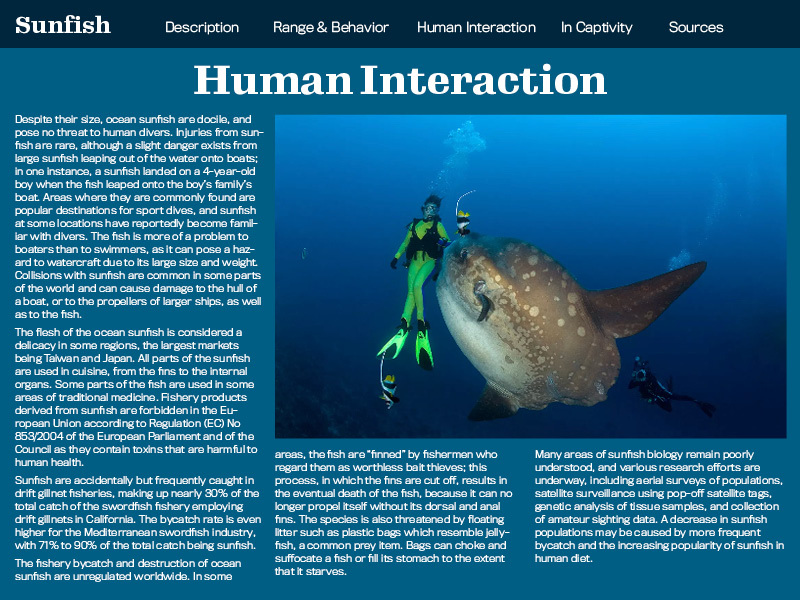 Sunfish
Description
Range & Behavior
Human Interaction
In Captivity
Sources
Human Interaction
Despite their size, ocean sunfish are docile, and
pose no threat to human divers. Injuries from sun-
fish are rare, although a slight danger exists from
large sunfish leaping out of the water onto boats;
in one instance, a sunfish landed on a 4-year-old
boy when the fish leaped onto the boy's family's
boat. Areas where they are commonly found are
popular destinations for sport dives, and sunfish
at some locations have reportedly become famil-
iar with divers. The fish is more of a problem to
boaters than to swimmers, as it can pose a haz-
ard to watercraft due to its large size and weight.
Collisions with sunfish are common in some parts
of the world and can cause damage to the hull of
a boat, or to the propellers of larger ships, as well
as to the fish.
The flesh of the ocean sunfish is considered a
delicacy in some regions, the largest markets
being Taiwan and Japan. All parts of the sunfish
are used in cuisine, from the fins to the internal
organs. Some parts of the fish are used in some
areas of traditional medicine. Fishery products
derived from sunfish are forbidden in the Eu-
ropean Union according to Regulation (EC) No
853/2004 of the European Parliament and of the
Council as they contain toxins that are harmful to
human health.
Sunfish are accidentally but frequently caught in
drift gillnet fisheries, making up nearly 30% of the
total catch of the swordfish fishery employing
drift gillnets in California. The bycatch rate is even
higher for the Mediterranean swordfish industry,
with 71% to 90% of the total catch being sunfish.
The fishery bycatch and destruction of ocean
sunfish are unregulated worldwide. In some
areas, the fish are "finned" by fishermen who
regard them as worthless bait thieves; this
process, in which the fins are cut off, results in
the eventual death of the fish, because it can no
longer propel itself without its dorsal and anal
fins. The species is also threatened by floating
litter such as plastic bags which resemble jelly-
fish, a common prey item. Bags can choke and
suffocate a fish or fill its stomach to the extent
that it starves.
Many areas of sunfish biology remain poorly
understood, and various research efforts are
underway, including aerial surveys of populations,
satellite surveillance using pop-off satellite tags,
genetic analysis of tissue samples, and collection
of amateur sighting data. A decrease in sunfish
populations may be caused by more frequent
bycatch and the increasing popularity of sunfish in
human diet.